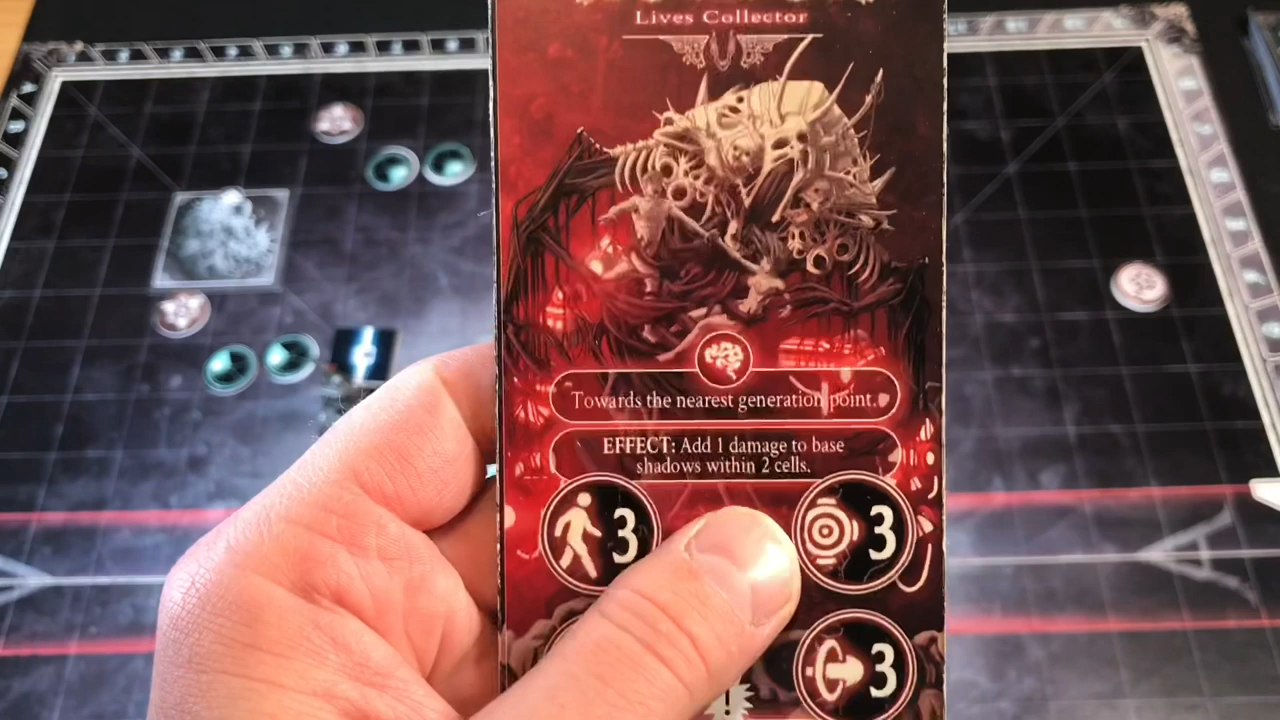 Lives Collector
Towards the nearest generation point.
EFFECT: Add 1 damage to base
shadows within 2 cells.
3
3
3
!